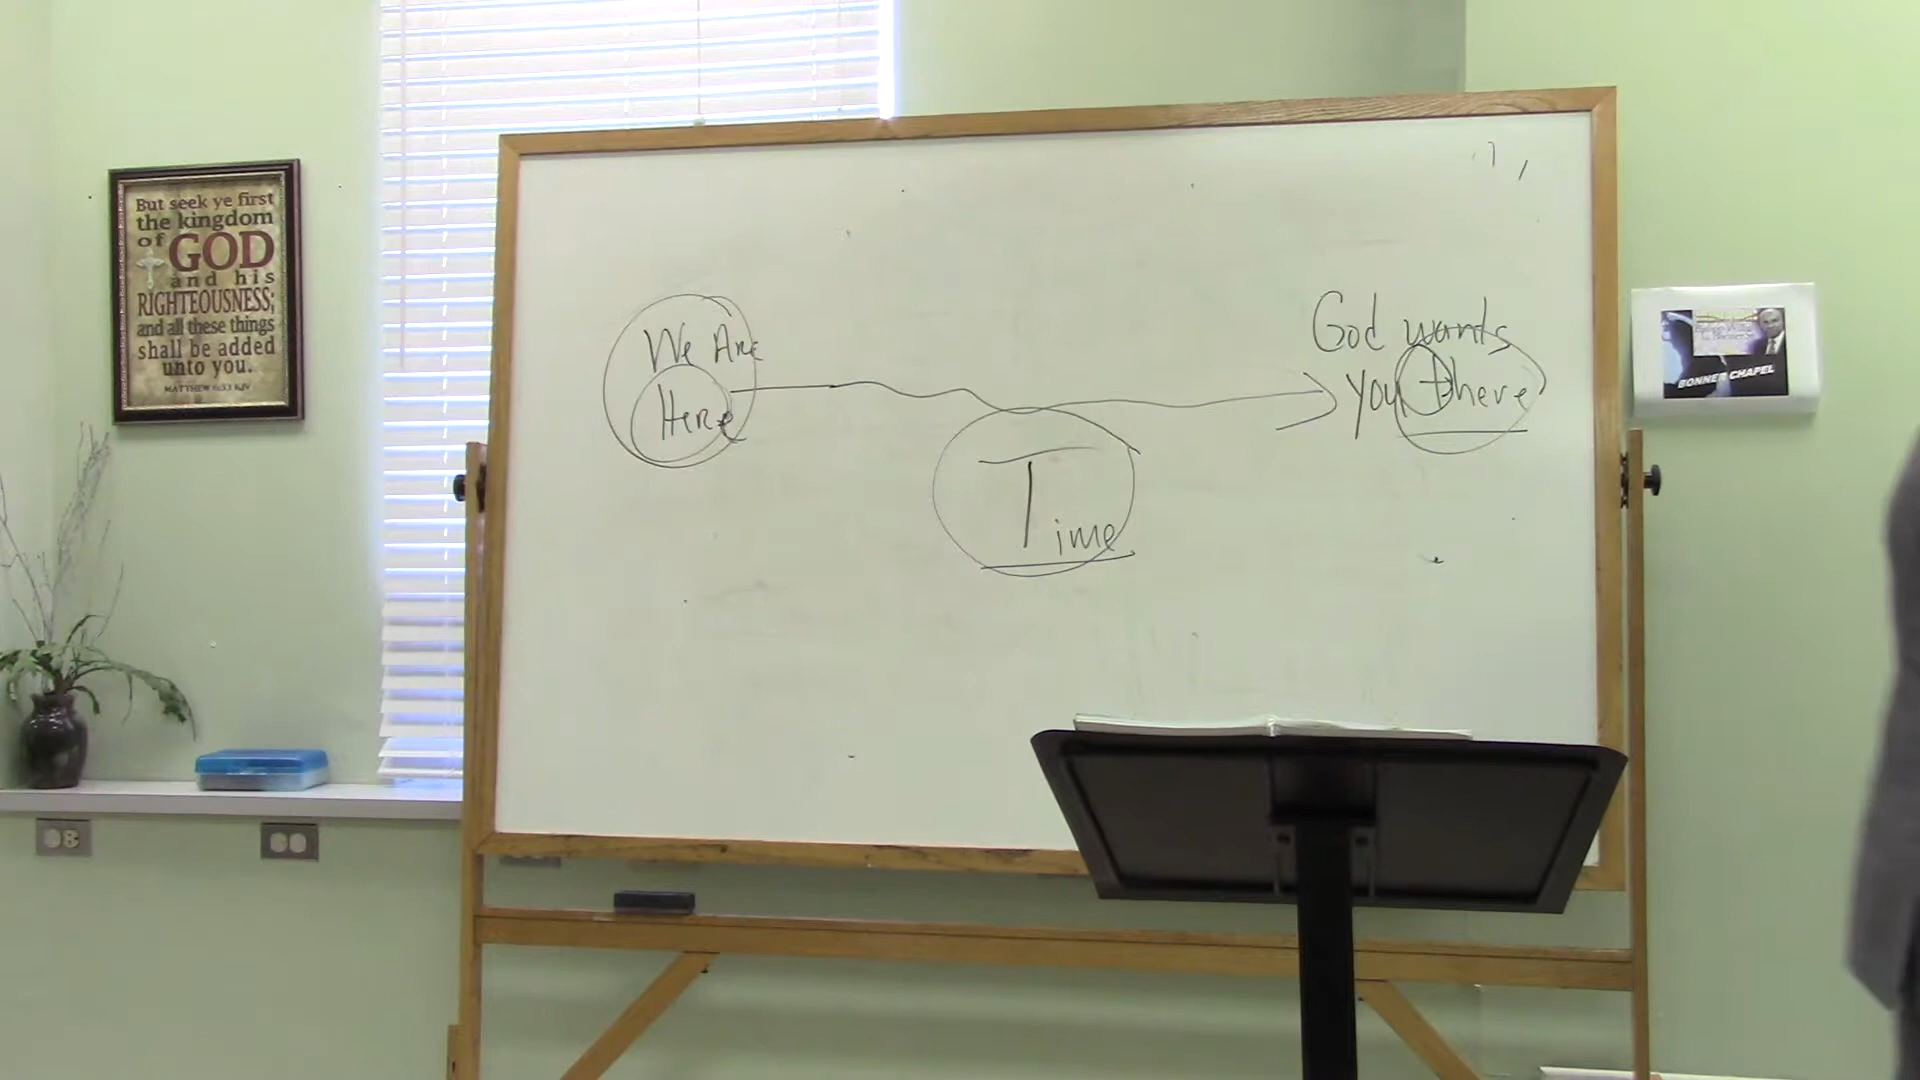 But seek ye first
the kingdom
of GOD
and his
RIGHTEOUSNESS;
and all these things
shall be added
unto you.
MATTHEW 6:33 KJV
We Are
Here
Time
God wants
you there
BONNER CHAPEL